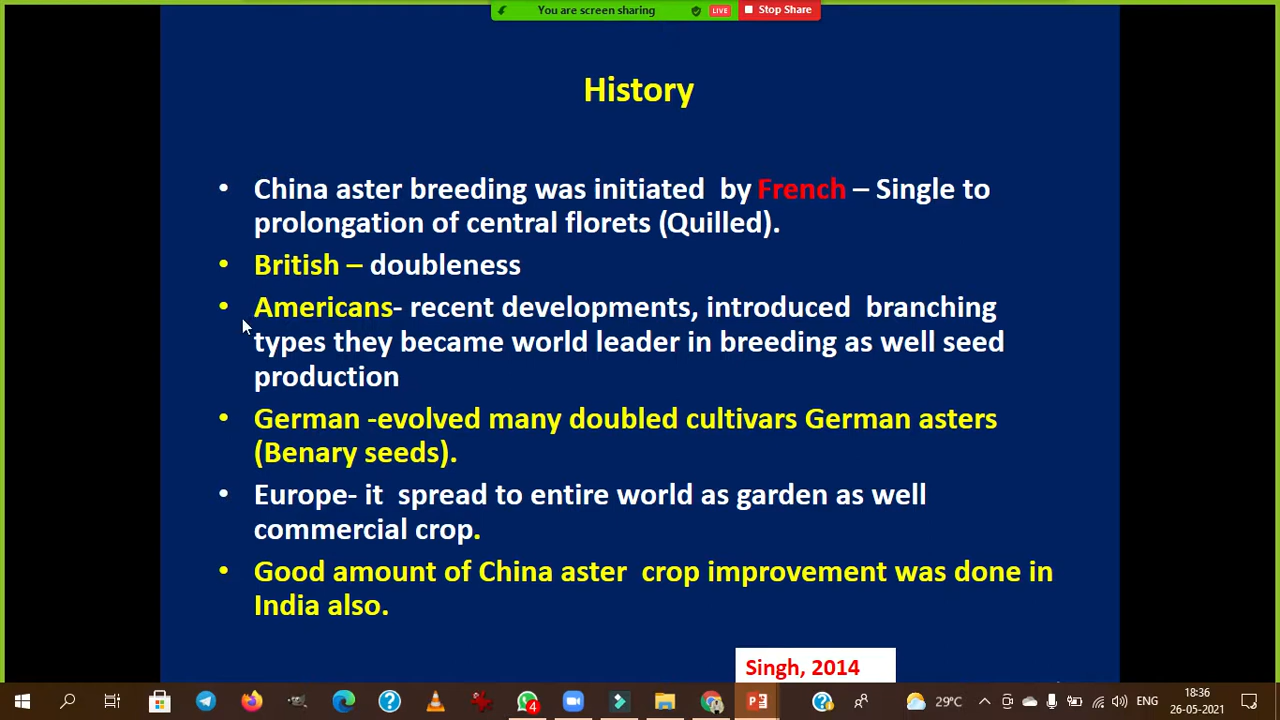 You are screen sharing LIVE Stop Share
History
• China aster breeding was initiated by French – Single to
prolongation of central florets (Quilled).
• British – doubleness
• Americans- recent developments, introduced branching
types they became world leader in breeding as well seed
production
• German -evolved many doubled cultivars German asters
(Benary seeds).
• Europe- it spread to entire world as garden as well
commercial crop.
• Good amount of China aster crop improvement was done in
India also.
Singh, 2014
4
29°C ENG 18:36
26-05-2021